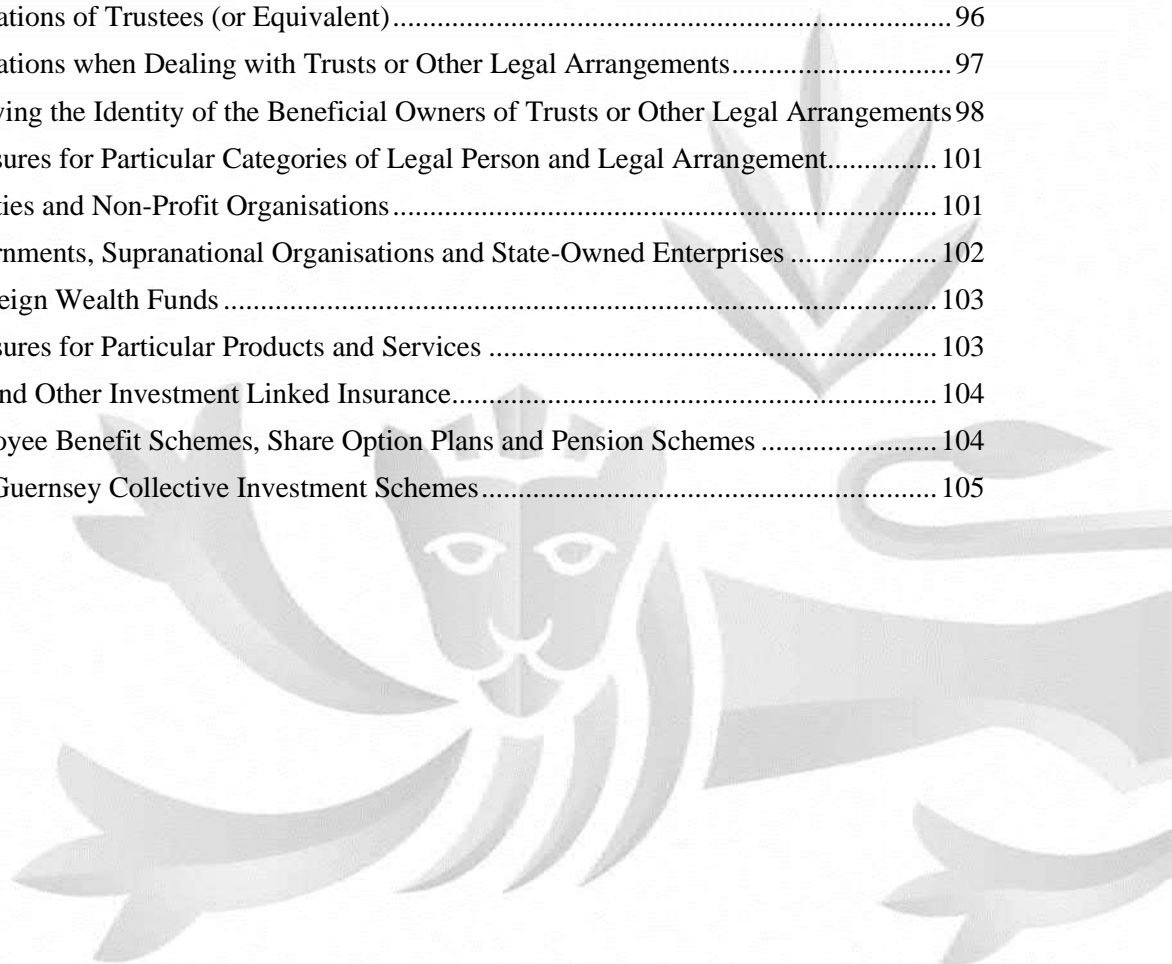 ations of Trustees (or Equivalent)............96
ations when Dealing with Trusts or Other Legal Arrangements............97
ying the Identity of the Beneficial Owners of Trusts or Other Legal Arrangements 98
sures for Particular Categories of Legal Person and Legal Arrangement............101
ties and Non-Profit Organisations............101
rnments, Supranational Organisations and State-Owned Enterprises............102
eign Wealth Funds............103
sures for Particular Products and Services............103
nd Other Investment Linked Insurance............104
oyee Benefit Schemes, Share Option Plans and Pension Schemes............104
Guernsey Collective Investment Schemes............105